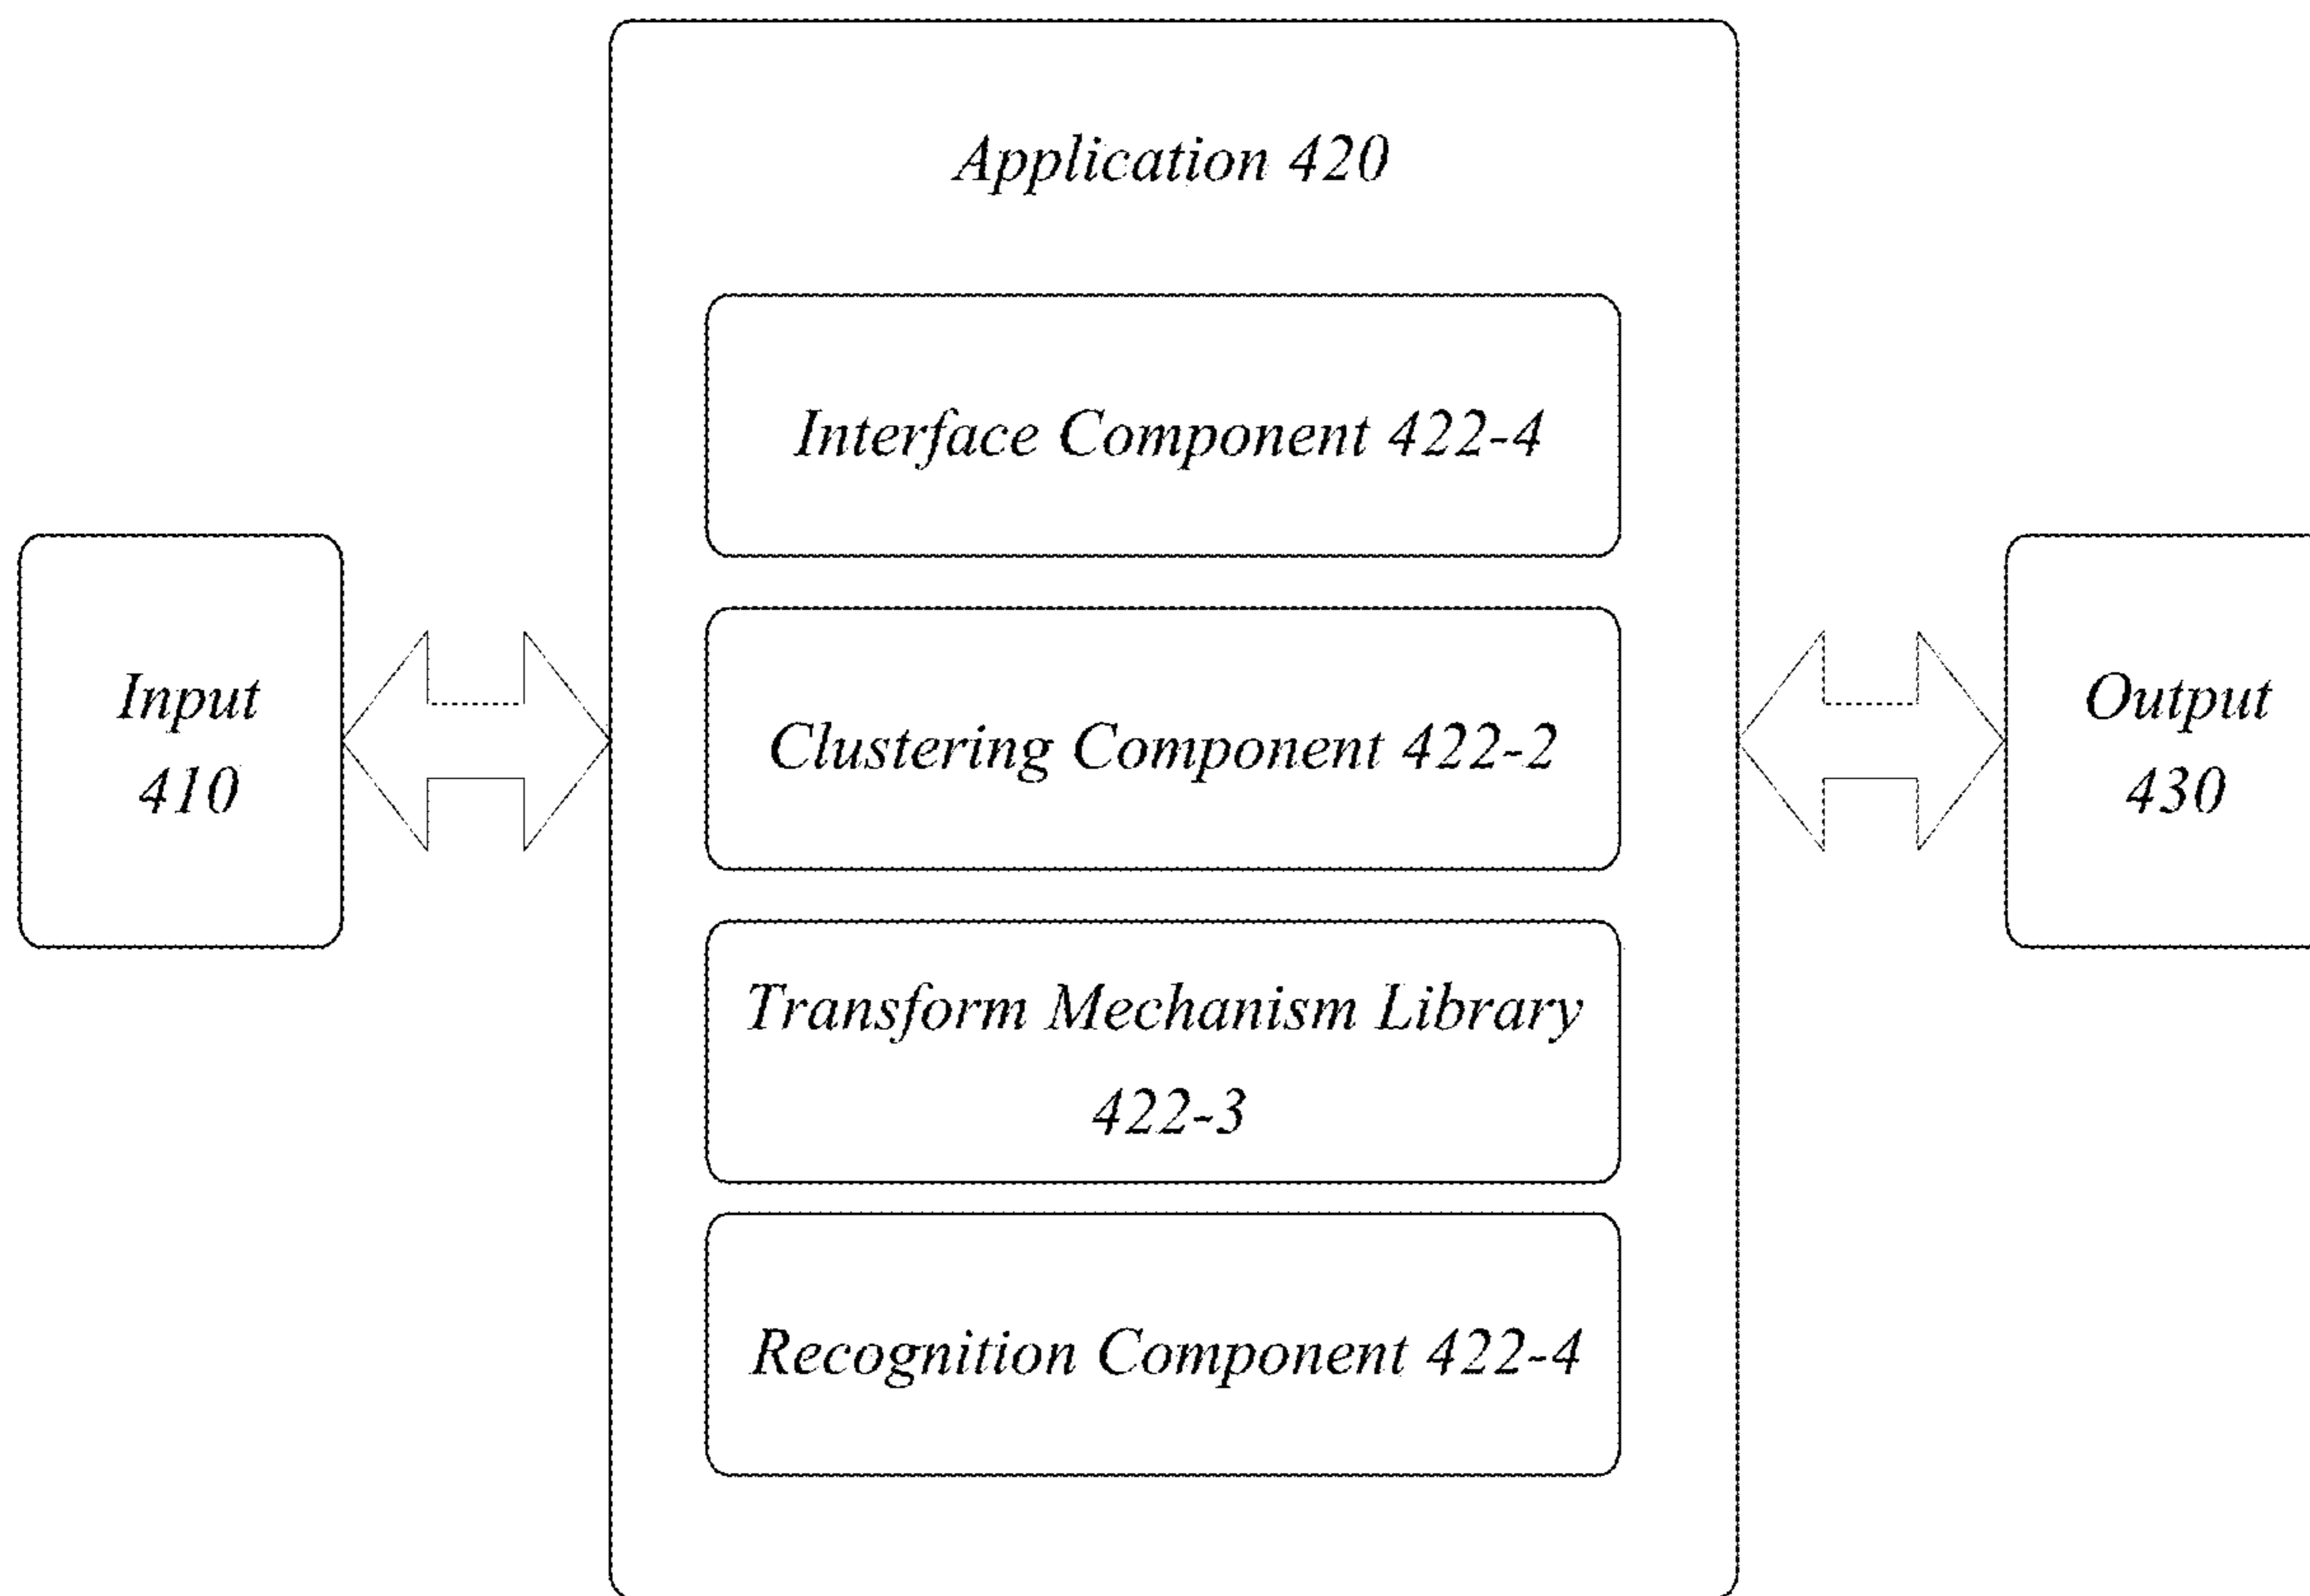 Application 420
Interface Component 422-4
Input
410
Clustering Component 422-2
Output
430
Transform Mechanism Library
422-3
Recognition Component 422-4